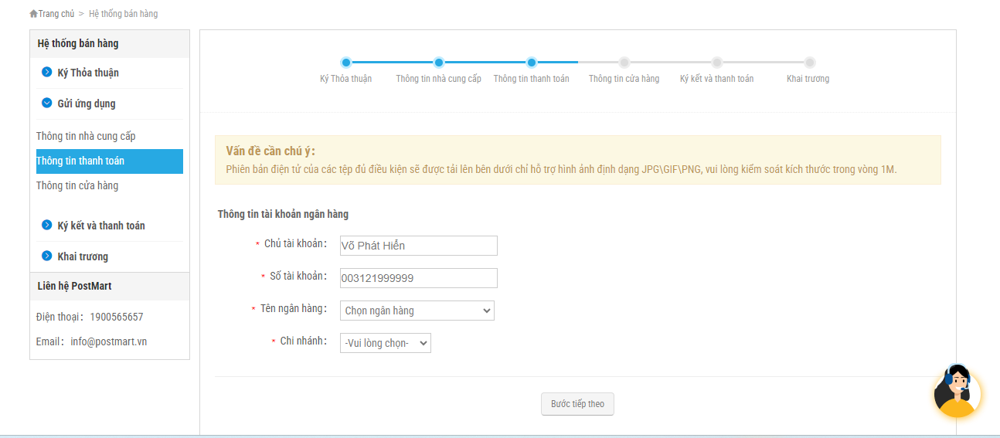 Trang chủ > Hệ thống bán hàng
Hệ thống bán hàng
Ký Thỏa thuận
Gửi ứng dụng
Thông tin nhà cung cấp
Thông tin thanh toán
Thông tin cửa hàng
Ký kết và thanh toán
Khai trương
Liên hệ PostMart
Điện thoại: 1900565657
Email: info@postmart.vn
Ký Thỏa thuận Thông tin nhà cung cấp Thông tin thanh toán Thông tin cửa hàng Ký kết và thanh toán Khai trương
Vấn đề cần chú ý:
Phiên bản điện tử của các tệp đủ điều kiện sẽ được tải lên bên dưới chỉ hỗ trợ hình ảnh định dạng JPG\GIF\PNG, vui lòng kiểm soát kích thước trong vòng 1M.
Thông tin tài khoản ngân hàng
* Chủ tài khoản: Võ Phát Hiển
* Số tài khoản: 003121999999
* Tên ngân hàng: Chọn ngân hàng
* Chi nhánh: -Vui lòng chọn-
Bước tiếp theo